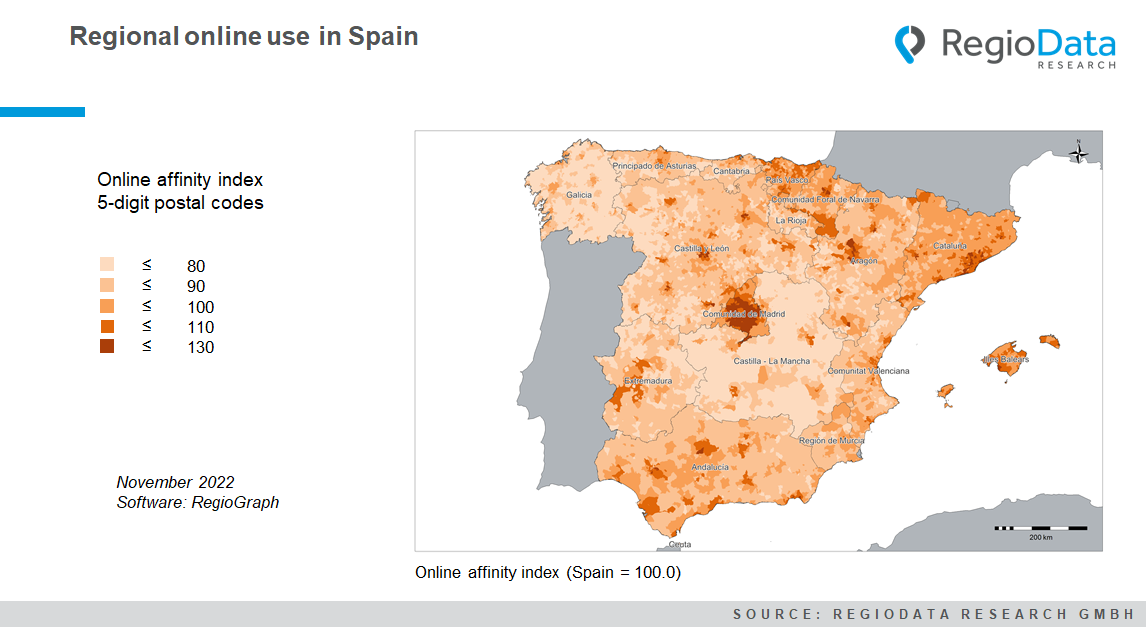 Regional online use in Spain
RegioData
RESEARCH
Online affinity index
5-digit postal codes
≤ 80
≤ 90
≤ 100
≤ 110
≤ 130
November 2022
Software: RegioGraph
N
Principado de Asturias
Cantabria
País Vasco
Galicia
Comunidad Foral de Navarra
La Rioja
Castilla y León
Cataluña
Aragón
Comunidad de Madrid
Castilla - La Mancha
Illes Balears
Comunitat Valenciana
Extremadura
Región de Murcia
Andalucía
Ceuta
200 km
Online affinity index (Spain = 100.0)
SOURCE: REGIODATA RESEARCH GMBH